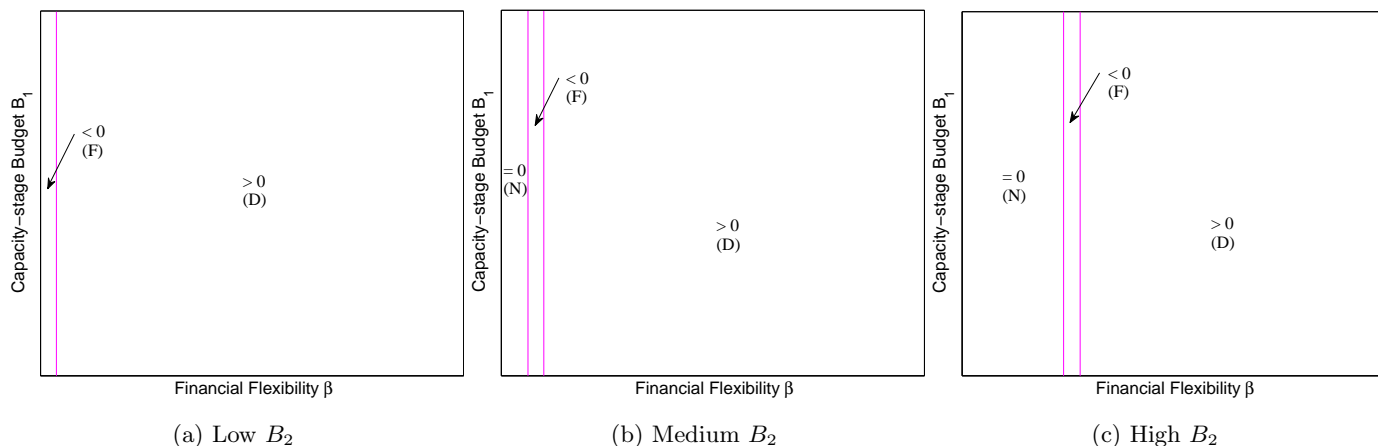 Capacity−stage Budget B1
< 0
(F)
> 0
(D)
Financial Flexibility β
(a) Low B2
Capacity−stage Budget B1
< 0
(F)
= 0
(N)
> 0
(D)
Financial Flexibility β
(b) Medium B2
Capacity−stage Budget B1
< 0
(F)
= 0
(N)
> 0
(D)
Financial Flexibility β
(c) High B2